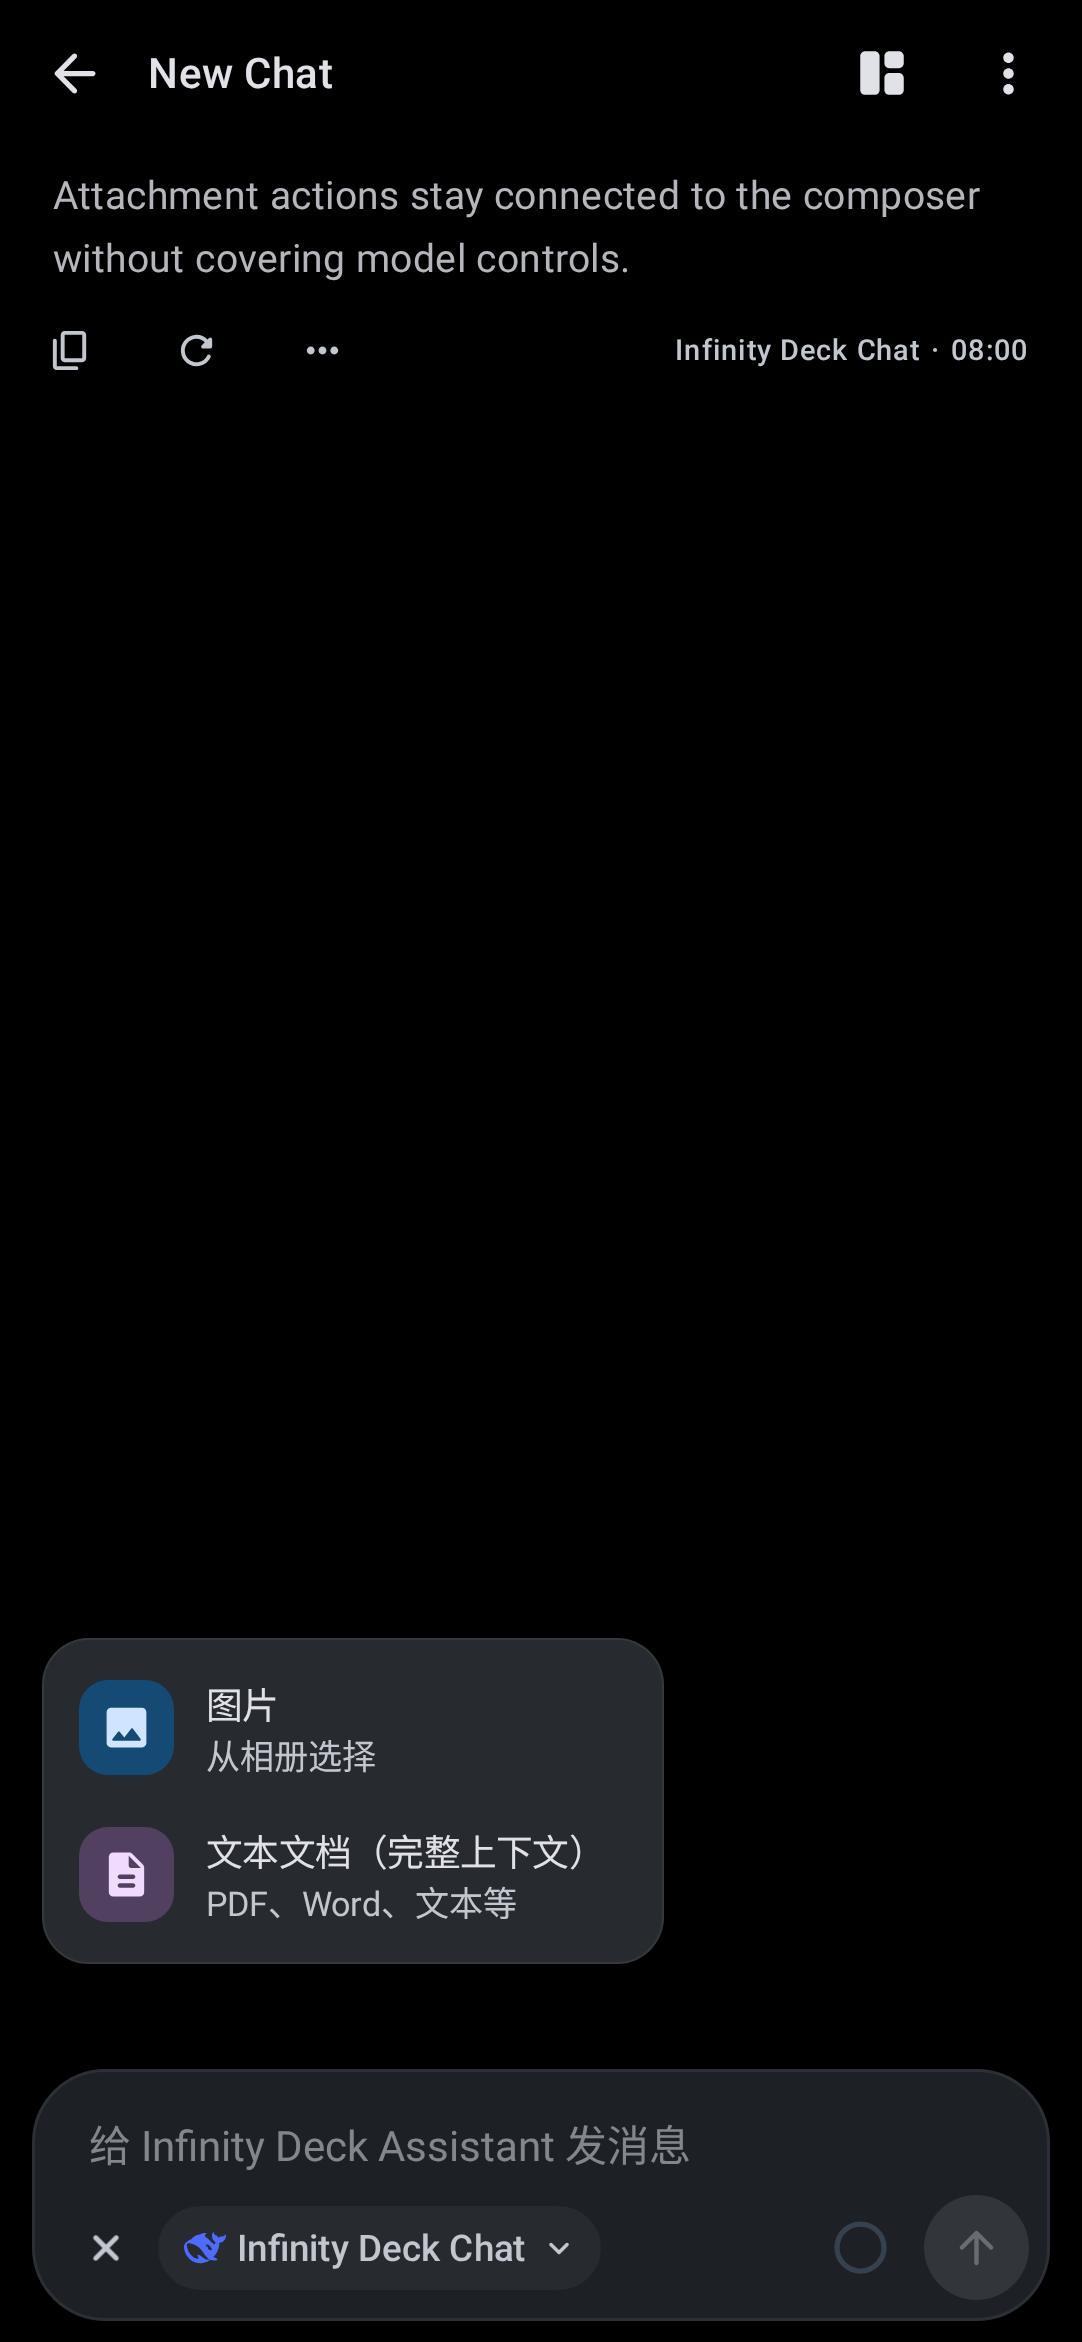 New Chat
Attachment actions stay connected to the composer
without covering model controls.
Infinity Deck Chat · 08:00
图片
从相册选择
文本文档（完整上下文）
PDF、Word、文本等
给 Infinity Deck Assistant 发消息
Infinity Deck Chat